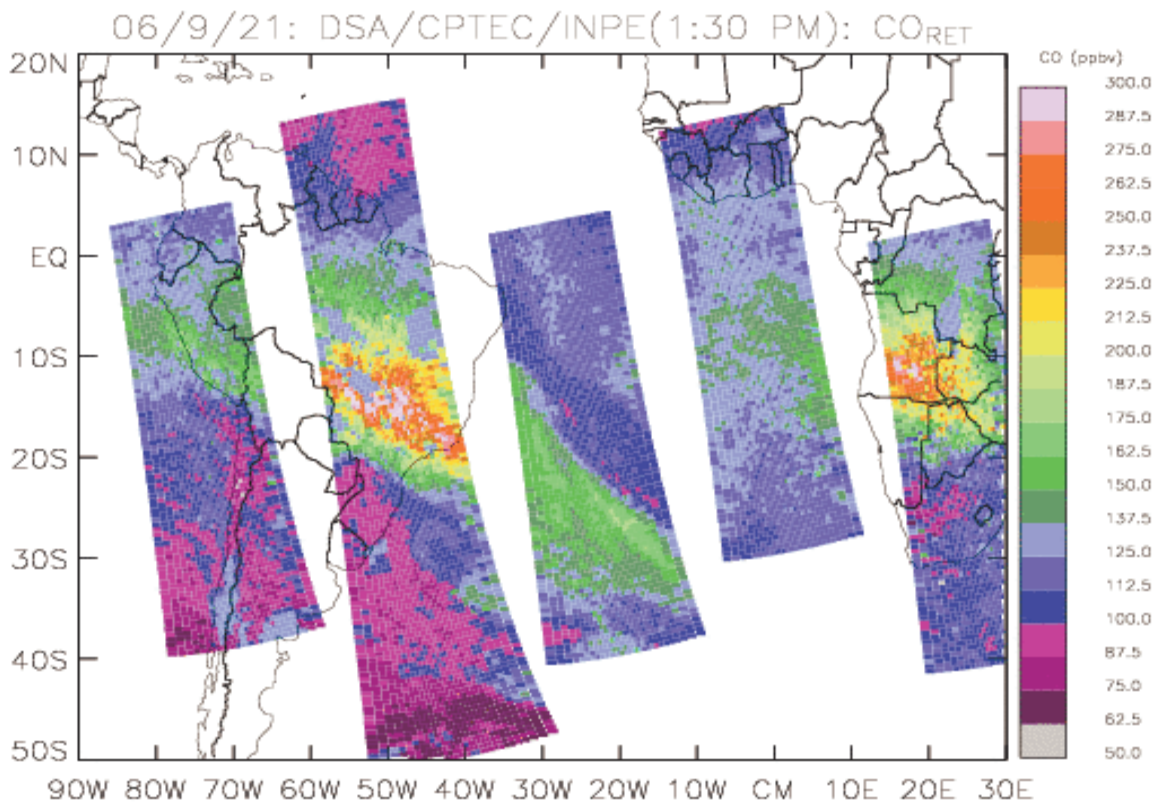 06/9/21: DSA/CPTEC/INPE(1:30 PM): CO_RET
CO (ppbv)
20N
10N
EQ
10S
20S
30S
40S
50S
90W 80W 70W 60W 50W 40W 30W 20W 10W CM 10E 20E 30E
300.0
287.5
275.0
262.5
250.0
237.5
225.0
212.5
200.0
187.5
175.0
162.5
150.0
137.5
125.0
112.5
100.0
87.5
75.0
62.5
50.0